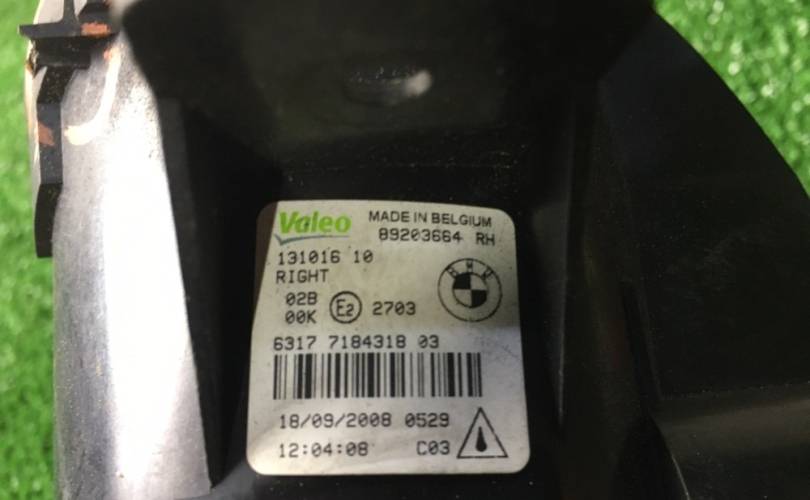 Valeo MADE IN BELGIUM
89203664 RH
131016 10
RIGHT
BMW
02B
00K
E2 2703
6317 7184318 03
18/09/2008 0529
12:04:08 C03